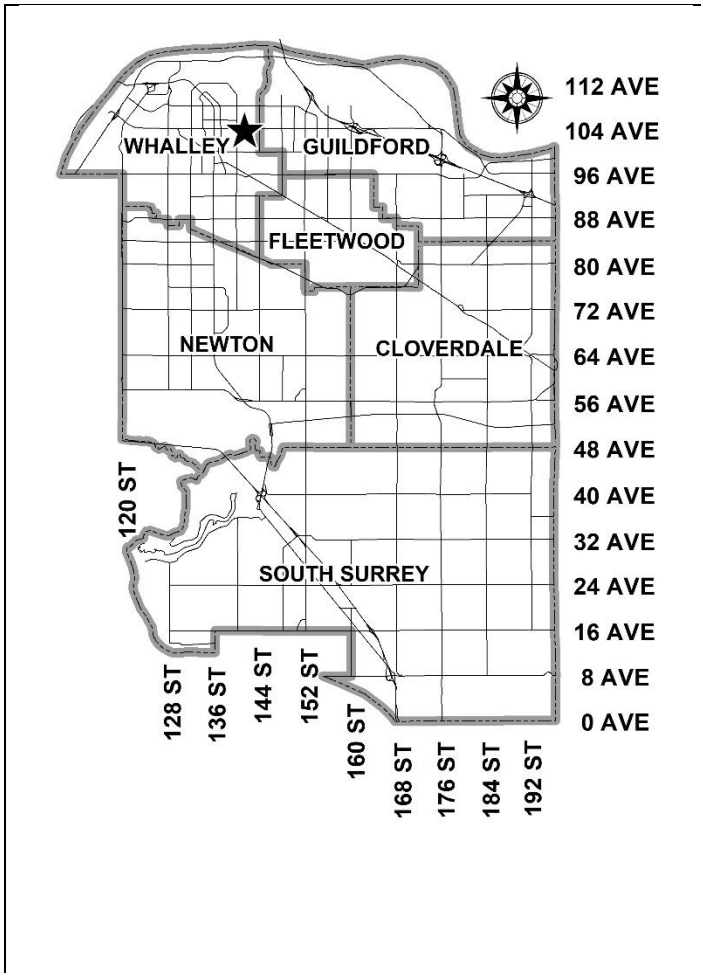 112 AVE
104 AVE
WHALLEY
GUILDFORD
96 AVE
88 AVE
FLEETWOOD
80 AVE
72 AVE
NEWTON
CLOVERDALE
64 AVE
56 AVE
48 AVE
120 ST
40 AVE
32 AVE
SOUTH SURREY
24 AVE
16 AVE
8 AVE
0 AVE
128 ST
136 ST
144 ST
152 ST
160 ST
168 ST
176 ST
184 ST
192 ST